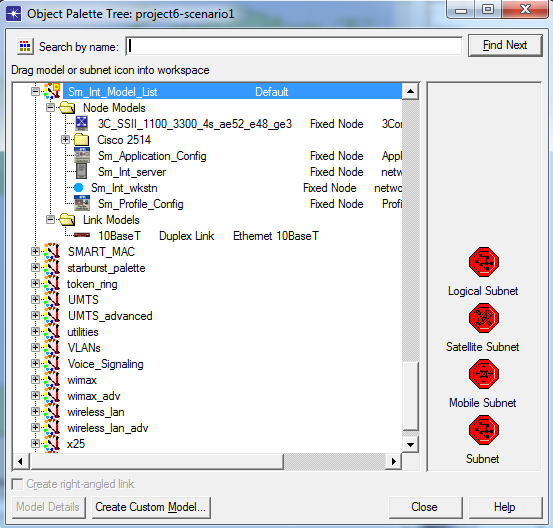 Object Palette Tree: project6-scenario1
Search by name:
Find Next
Drag model or subnet icon into workspace
Sm_Int_Model_List Default
Node Models
3C_SSII_1100_3300_4s_ae52_e48_ge3 Fixed Node 3Cor
Cisco 2514
Sm_Application_Config Fixed Node Appl
Sm_Int_server Fixed Node netw
Sm_Int_wkstn Fixed Node netwo
Sm_Profile_Config Fixed Node Profi
Link Models
10BaseT Duplex Link Ethernet 10BaseT
SMART_MAC
starburst_palette
token_ring
UMTS
UMTS_advanced
utilities
VLANs
Voice_Signaling
wimax
wimax_adv
wireless_lan
wireless_lan_adv
x25
Logical Subnet
Satellite Subnet
Mobile Subnet
Subnet
Create right-angled link
Model Details
Create Custom Model...
Close
Help